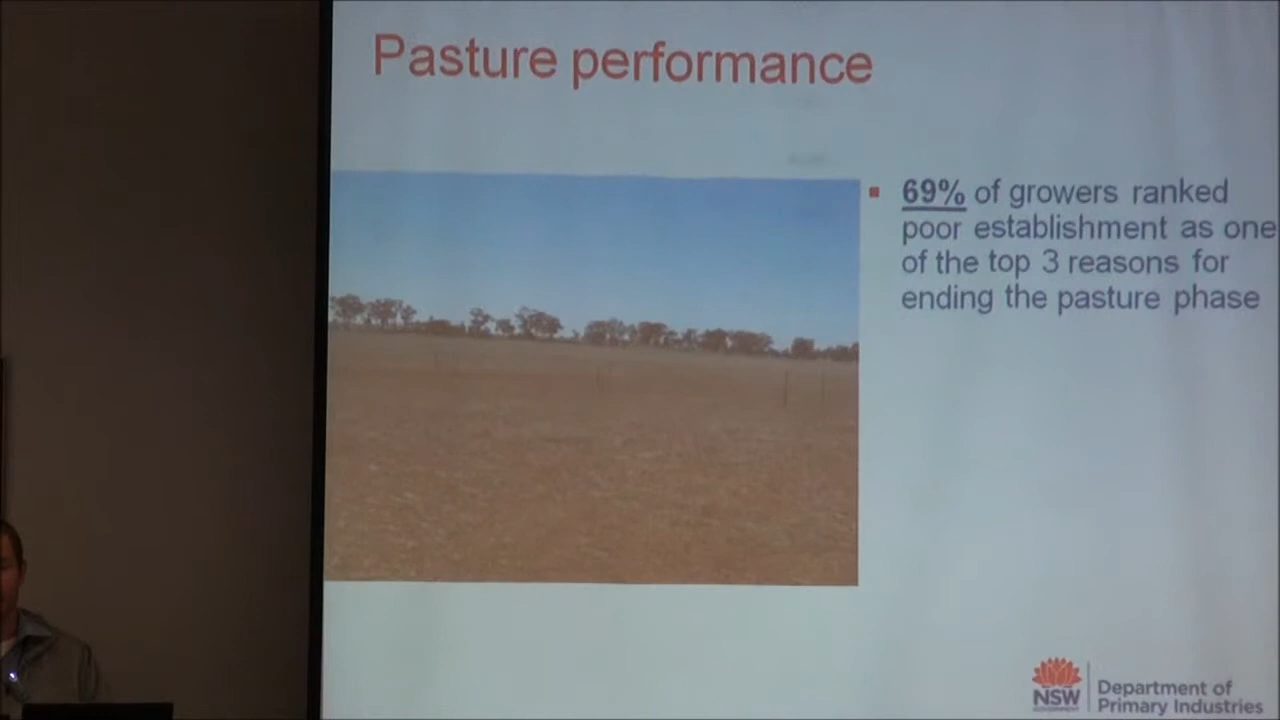 Pasture performance
69% of growers ranked
poor establishment as one
of the top 3 reasons for
ending the pasture phase
NSW
GOVERNMENT
Department of
Primary Industries